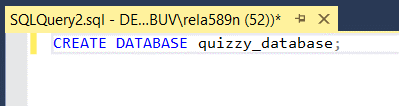 SQLQuery2.sql - DE...BUV\rela589n (52))*
CREATE DATABASE quizzy_database;